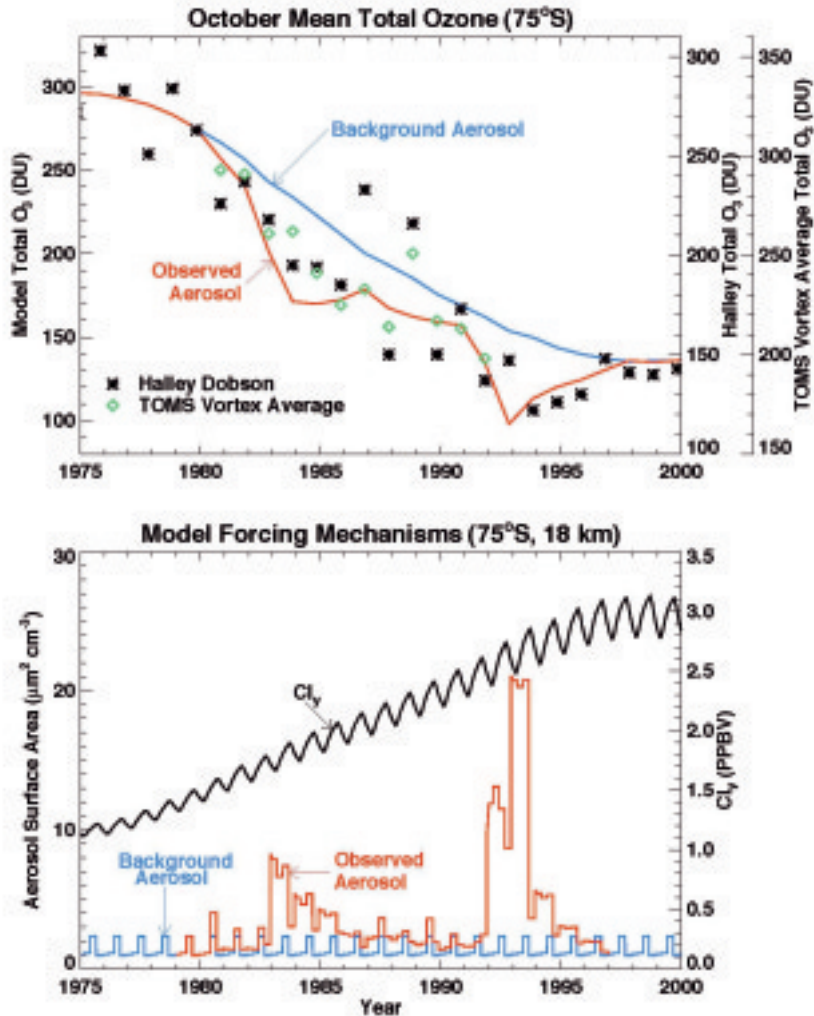 October Mean Total Ozone (75°S)
Model Total O₃ (DU)
300
250
200
150
100
Background Aerosol
Observed
Aerosol
Halley Dobson
TOMS Vortex Average
300
250
200
150
100
Halley Total O₃ (DU)
350
300
250
200
150
TOMS Vortex Average Total O₃ (DU)
1975
1980
1985
1990
1995
2000
Model Forcing Mechanisms (75°S, 18 km)
Aerosol Surface Area (μm² cm⁻³)
30
20
10
0
Cly
Background
Aerosol
Observed
Aerosol
3.5
3.0
2.5
2.0
1.5
1.0
0.5
0.0
Cly (PPBV)
1975
1980
1985
1990
1995
2000
Year